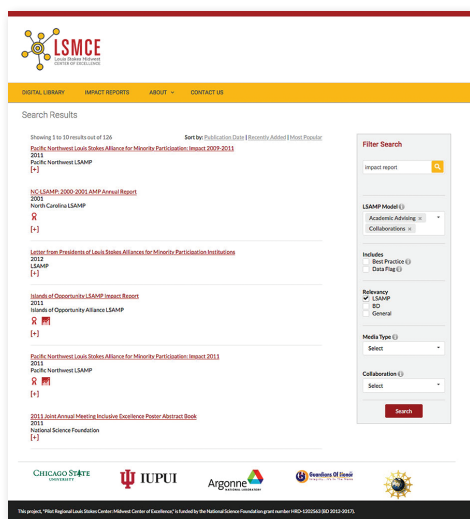 LSMCE
Louis Stokes Midwest
CENTER OF EXCELLENCE
DIGITAL LIBRARY IMPACT REPORTS ABOUT CONTACT US
Search Results
Showing 1 to 10 results out of 126 Sort by: Publication Date | Recently Added | Most Popular
Pacific Northwest Louis Stokes Alliance for Minority Participation: Impact 2009-2011
2011
Pacific Northwest LSAMP
[+]
NC-LSAMP: 2000-2001 AMP Annual Report
2001
North Carolina LSAMP
[+]
Letter from Presidents of Louis Stokes Alliances for Minority Participation Institutions
2012
LSAMP
[+]
Islands of Opportunity LSAMP Impact Report
2011
Islands of Opportunity Alliance LSAMP
[+]
Pacific Northwest Louis Stokes Alliance for Minority Participation: Impact 2011
2011
Pacific Northwest LSAMP
[+]
2011 Joint Annual Meeting Inclusive Excellence Poster Abstract Book
2011
National Science Foundation
[+]
Filter Search
impact report
LSAMP Model
Academic Advising ×
Collaborations ×
Includes
Best Practice
Data Flag
Relevancy
LSAMP
BD
General
Media Type
Select
Collaboration
Select
Search
CHICAGO STATE
UNIVERSITY
IUPUI
Argonne
NATIONAL LABORATORY
This project, "Pilot Regional Louis Stokes Center: Midwest Center of Excellence," is funded by the National Science Foundation grant number HRD-1202563 (BD 2012-2017).